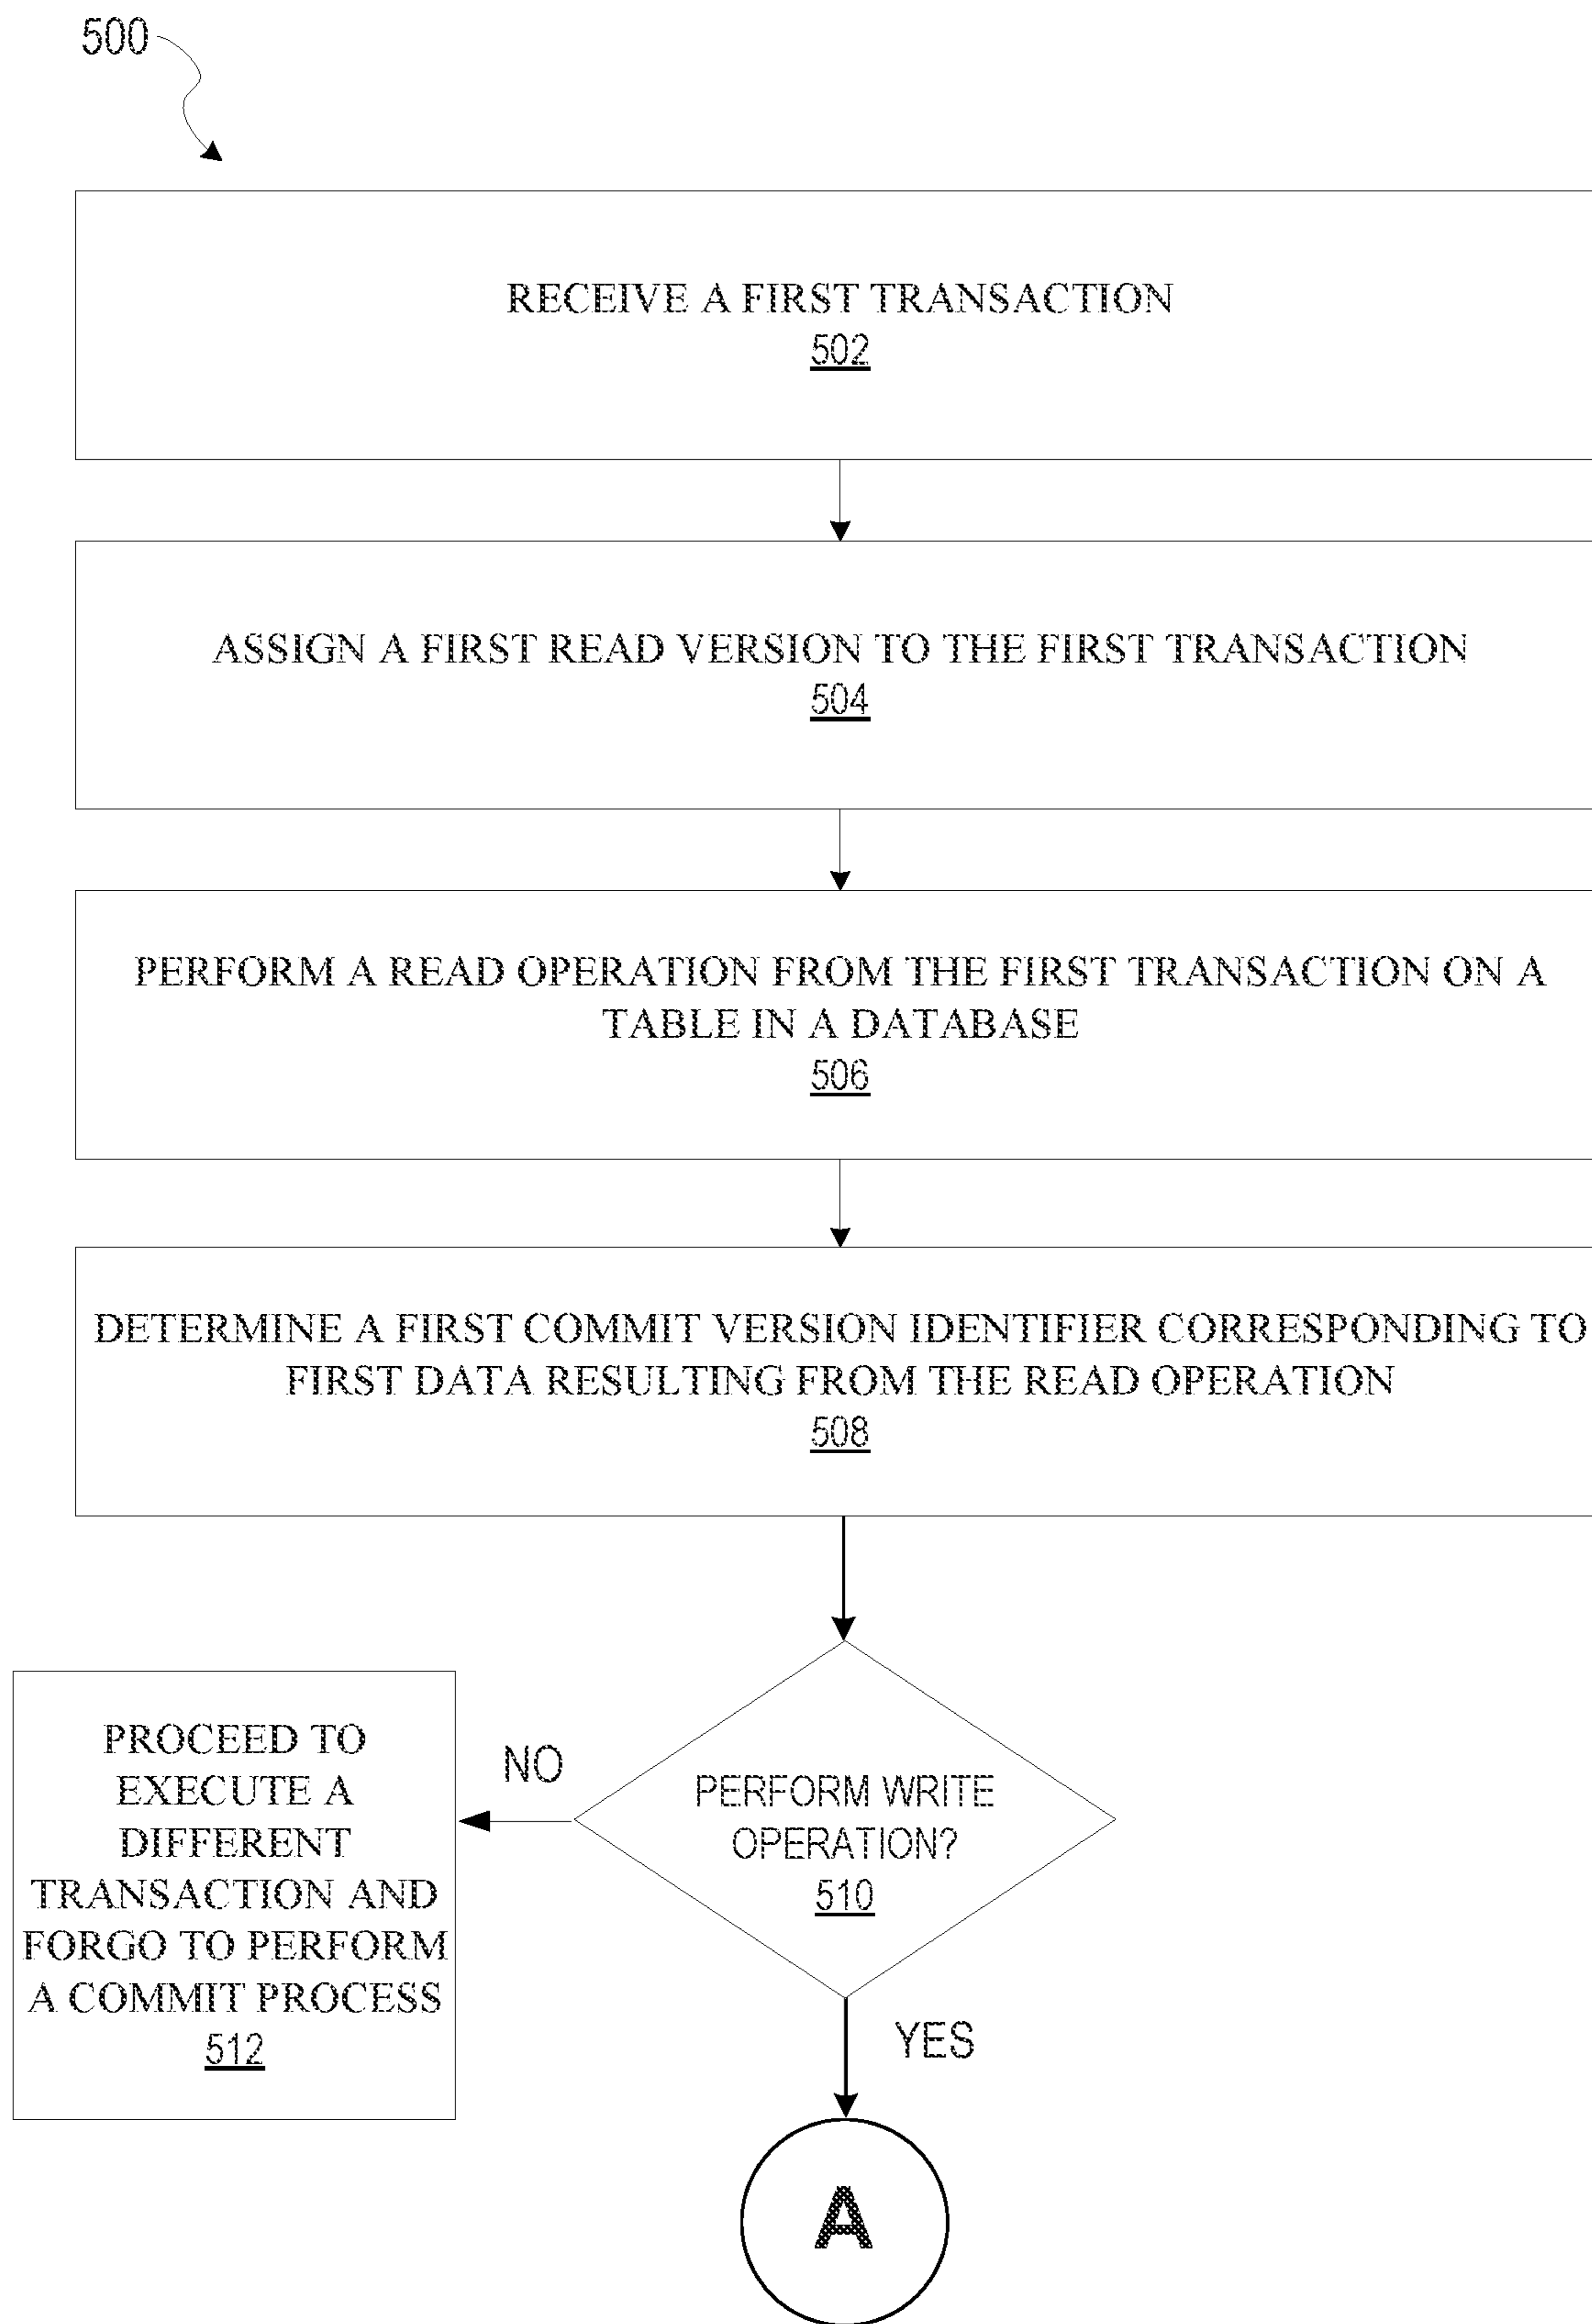 500
RECEIVE A FIRST TRANSACTION
502
ASSIGN A FIRST READ VERSION TO THE FIRST TRANSACTION
504
PERFORM A READ OPERATION FROM THE FIRST TRANSACTION ON A
TABLE IN A DATABASE
506
DETERMINE A FIRST COMMIT VERSION IDENTIFIER CORRESPONDING TO
FIRST DATA RESULTING FROM THE READ OPERATION
508
PERFORM WRITE
OPERATION?
510
NO
PROCEED TO
EXECUTE A
DIFFERENT
TRANSACTION AND
FORGO TO PERFORM
A COMMIT PROCESS
512
YES
A